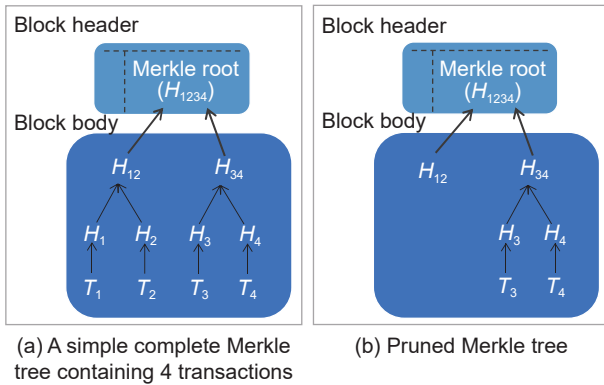 Block header
Merkle root
(H₁₂₃₄)
Block body
H₁₂ H₃₄
H₁ H₂ H₃ H₄
T₁ T₂ T₃ T₄
(a) A simple complete Merkle
tree containing 4 transactions
Block header
Merkle root
(H₁₂₃₄)
Block body
H₁₂ H₃₄
H₃ H₄
T₃ T₄
(b) Pruned Merkle tree